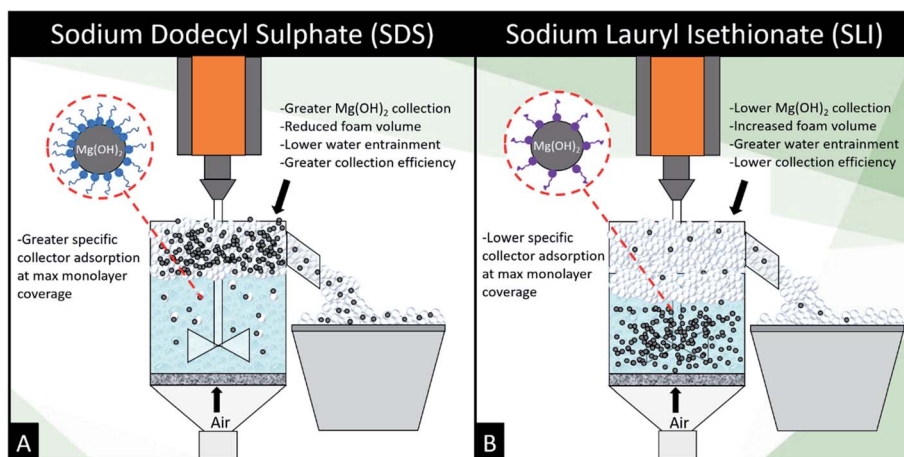 Sodium Dodecyl Sulphate (SDS)
Mg(OH)2
-Greater Mg(OH)2 collection
-Reduced foam volume
-Lower water entrainment
-Greater collection efficiency
-Greater specific
collector adsorption
at max monolayer
coverage
Air
A
Sodium Lauryl Isethionate (SLI)
Mg(OH)2
-Lower Mg(OH)2 collection
-Increased foam volume
-Greater water entrainment
-Lower collection efficiency
-Lower specific
collector adsorption
at max monolayer
coverage
Air
B